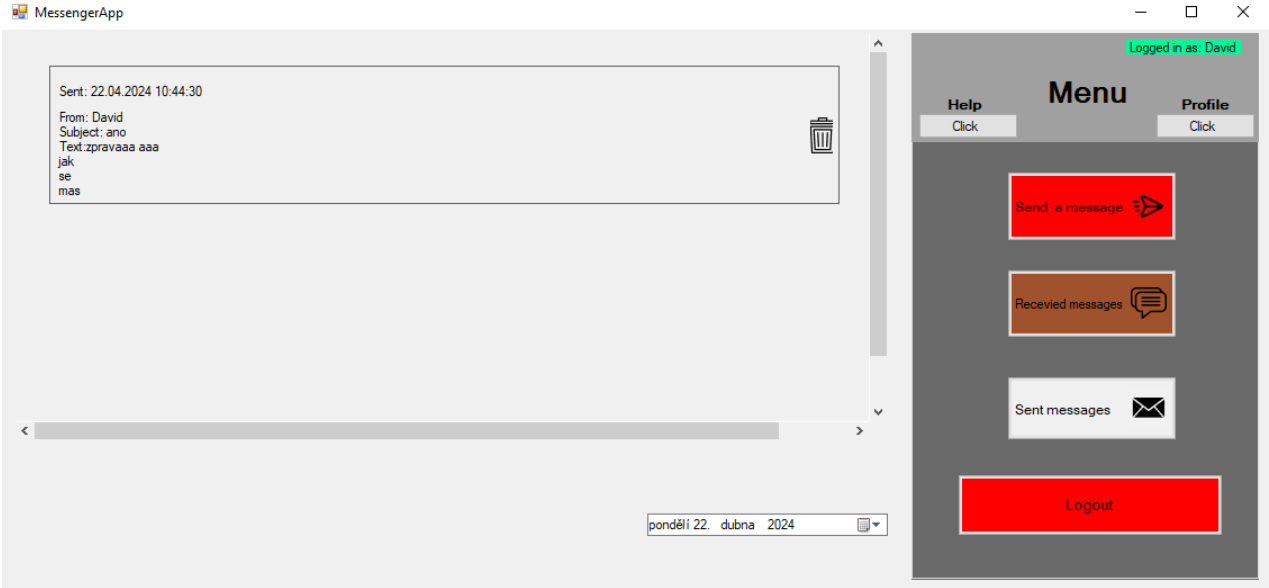 MessengerApp
Logged in as: David
Menu
Help
Profile
Click
Click
Sent: 22.04.2024 10:44:30
From: David
Subject: ano
Text:zpravaaa aaa
jak
se
mas
Send a message
Recevied messages
Sent messages
Logout
pondělí 22. dubna 2024